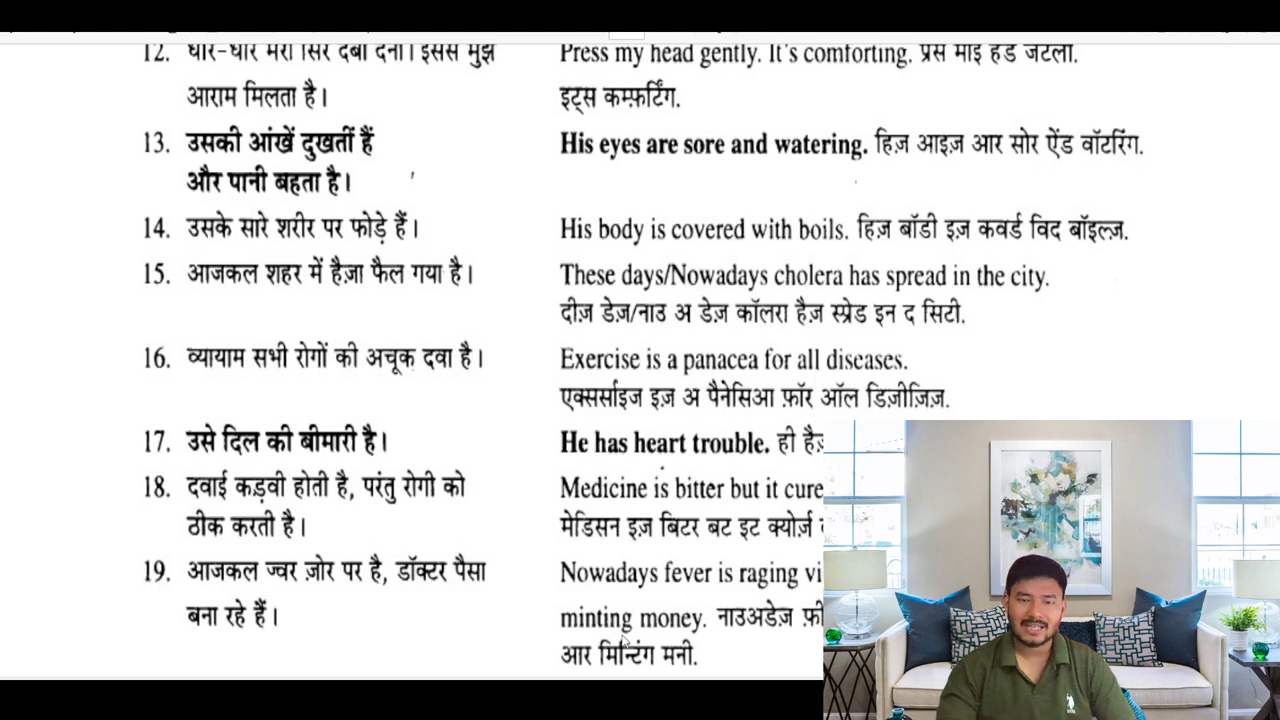 12. धीरे-धीरे मेरा सिर दबा देना। इससे मुझे
आराम मिलता है।
Press my head gently. It's comforting. प्रेस माई हेड जेंटली.
इट्स कम्फ़र्टिंग.
13. उसकी आंखें दुखतीं हैं
और पानी बहता है।
His eyes are sore and watering. हिज़ आइज़ आर सोर ऐंड वॉटरिंग.
14. उसके सारे शरीर पर फोड़े हैं।
His body is covered with boils. हिज़ बॉडी इज़ कवर्ड विद बॉइल्ज़.
15. आजकल शहर में हैज़ा फैल गया है।
These days/Nowadays cholera has spread in the city.
दीज़ डेज़/नाउ अ डेज़ कॉलरा हैज़ स्प्रेड इन द सिटी.
16. व्यायाम सभी रोगों की अचूक दवा है।
Exercise is a panacea for all diseases.
एक्सर्साइज इज़ अ पैनेसिआ फ़ॉर ऑल डिज़ीज़िज़.
17. उसे दिल की बीमारी है।
He has heart trouble. ही हैज़
18. दवाई कड़वी होती है, परंतु रोगी को
ठीक करती है।
Medicine is bitter but it cure
मेडिसन इज़ बिटर बट इट क्योर्ज़
19. आजकल ज्वर ज़ोर पर है, डॉक्टर पैसा
बना रहे हैं।
Nowadays fever is raging vi
minting money. नाउअडेज़ फ़ी
आर मिन्टिंग मनी.